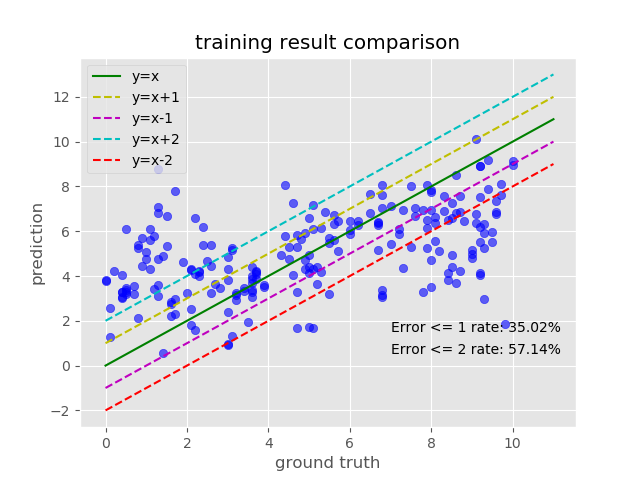 training result comparison
y=x
y=x+1
y=x-1
y=x+2
y=x-2
12
10
8
6
4
2
0
−2
prediction
Error <= 1 rate: 35.02%
Error <= 2 rate: 57.14%
0 2 4 6 8 10
ground truth